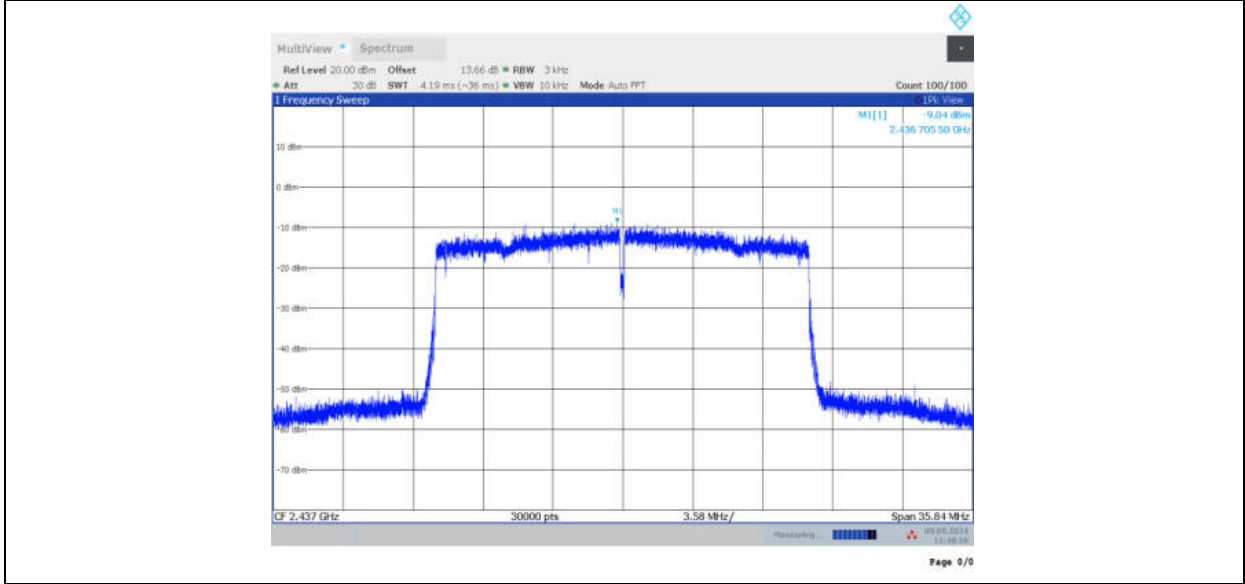 MultiView Spectrum
Ref Level 20.00 dBm Offset 13.66 dB RBW 3 kHz
Att 30 dB SWT 4.19 ms (~36 ms) VBW 10 kHz Mode Auto FFT Count 100/100
1 Frequency Sweep 1Pk View
M1[1] -9.04 dBm
2.436 705 50 GHz
10 dBm
0 dBm
M1
-10 dBm
-20 dBm
-30 dBm
-40 dBm
-50 dBm
-60 dBm
-70 dBm
CF 2.437 GHz 30000 pts 3.58 MHz/ Span 35.84 MHz
Measuring...
Page 0/0